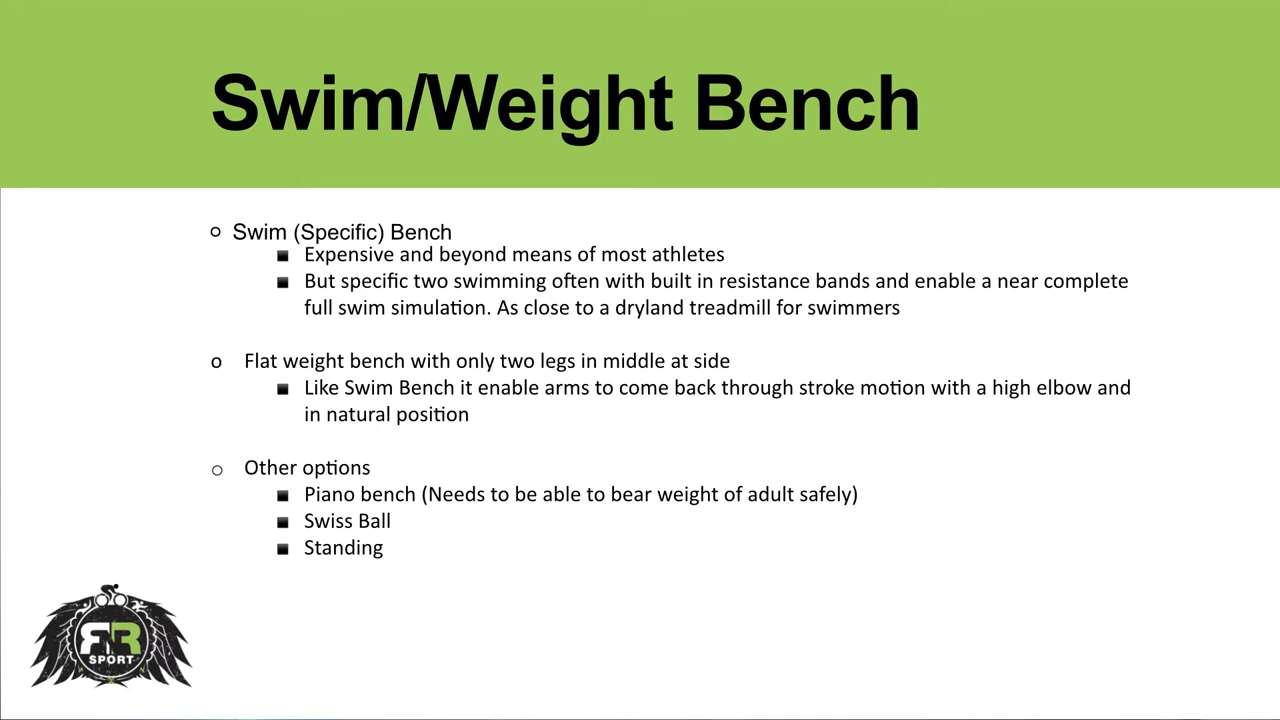 Swim/Weight Bench
o Swim (Specific) Bench
▪ Expensive and beyond means of most athletes
▪ But specific two swimming often with built in resistance bands and enable a near complete
full swim simulation. As close to a dryland treadmill for swimmers
o Flat weight bench with only two legs in middle at side
▪ Like Swim Bench it enable arms to come back through stroke motion with a high elbow and
in natural position
o Other options
▪ Piano bench (Needs to be able to bear weight of adult safely)
▪ Swiss Ball
▪ Standing
RNR
SPORT